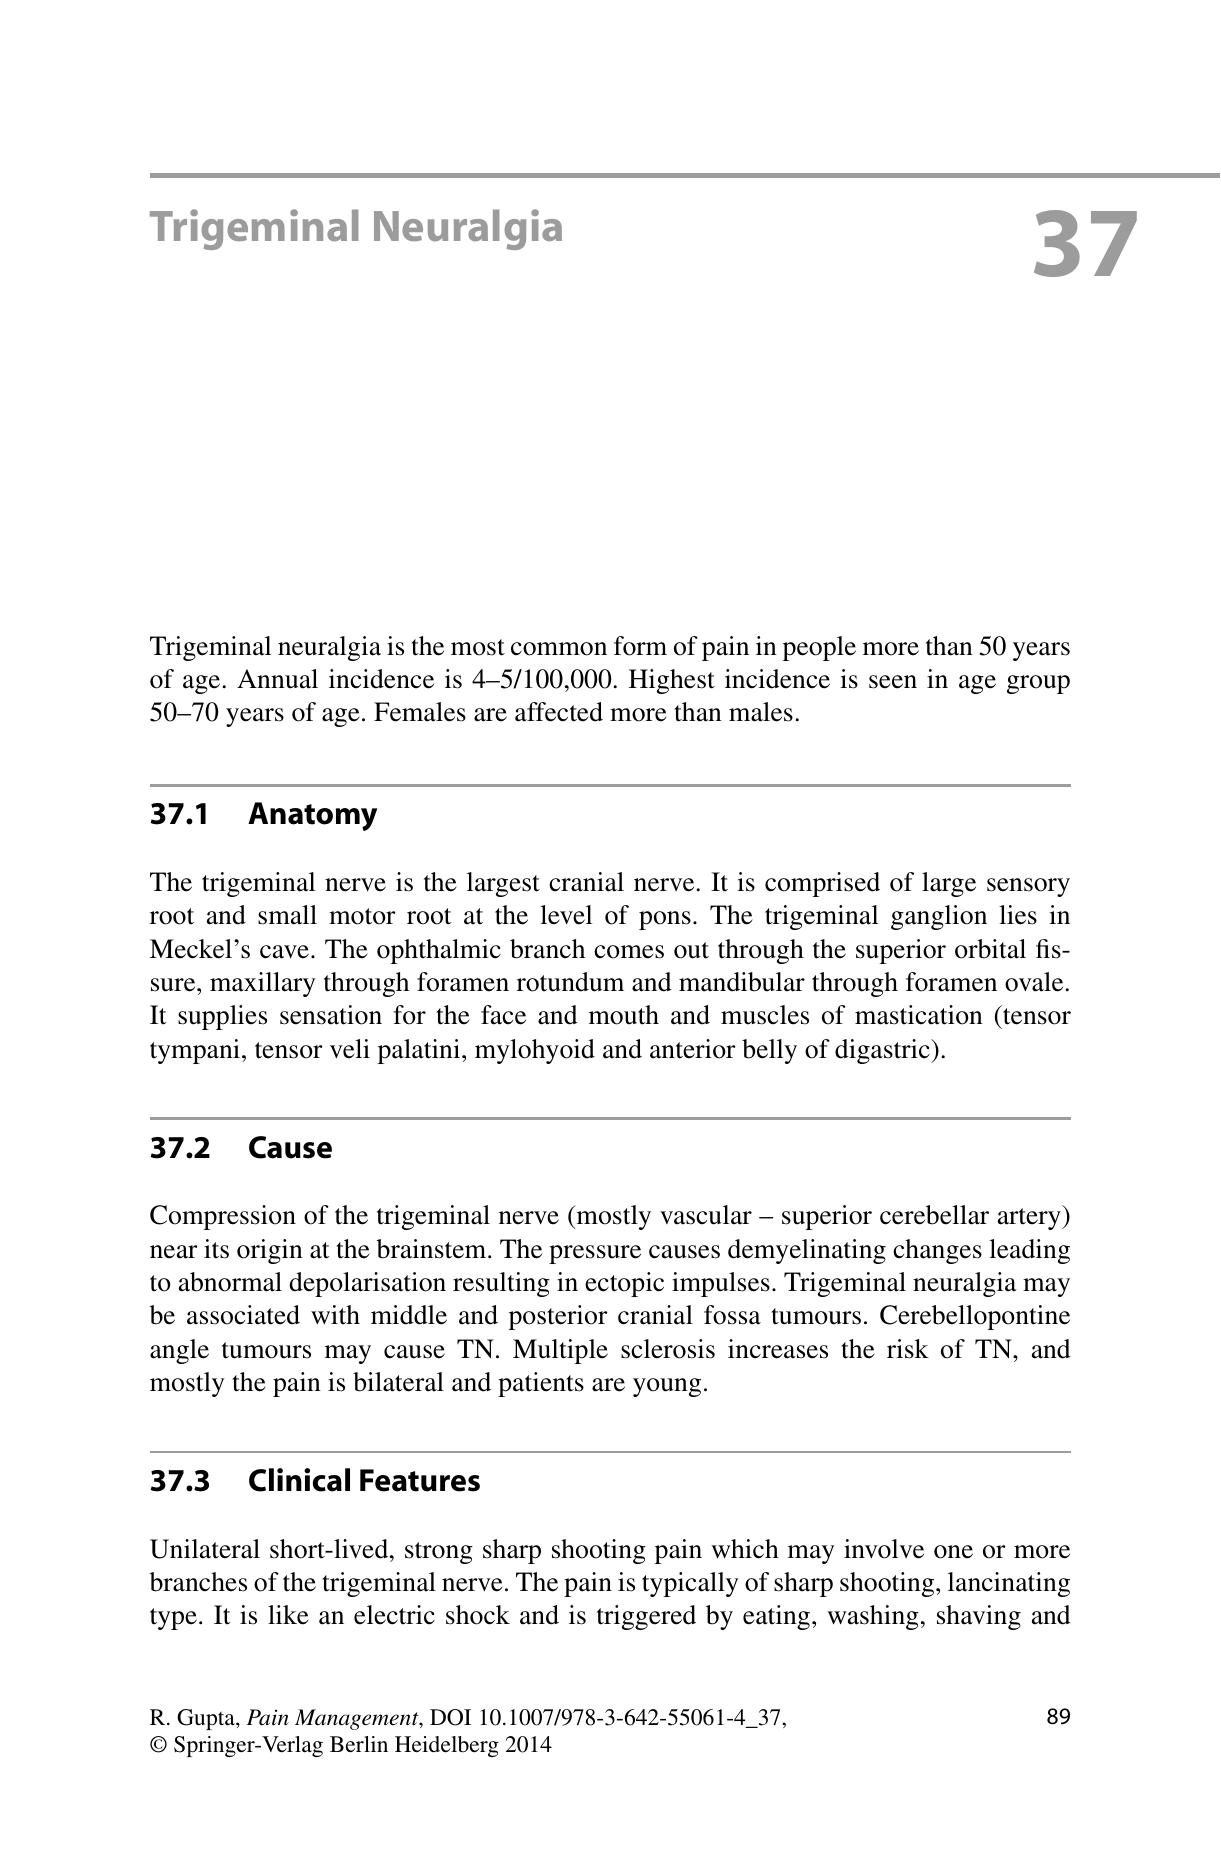 Trigeminal Neuralgia
37
Trigeminal neuralgia is the most common form of pain in people more than 50 years
of age. Annual incidence is 4–5/100,000. Highest incidence is seen in age group
50–70 years of age. Females are affected more than males.
37.1 Anatomy
The trigeminal nerve is the largest cranial nerve. It is comprised of large sensory
root and small motor root at the level of pons. The trigeminal ganglion lies in
Meckel’s cave. The ophthalmic branch comes out through the superior orbital fis-
sure, maxillary through foramen rotundum and mandibular through foramen ovale.
It supplies sensation for the face and mouth and muscles of mastication (tensor
tympani, tensor veli palatini, mylohyoid and anterior belly of digastric).
37.2 Cause
Compression of the trigeminal nerve (mostly vascular – superior cerebellar artery)
near its origin at the brainstem. The pressure causes demyelinating changes leading
to abnormal depolarisation resulting in ectopic impulses. Trigeminal neuralgia may
be associated with middle and posterior cranial fossa tumours. Cerebellopontine
angle tumours may cause TN. Multiple sclerosis increases the risk of TN, and
mostly the pain is bilateral and patients are young.
37.3 Clinical Features
Unilateral short-lived, strong sharp shooting pain which may involve one or more
branches of the trigeminal nerve. The pain is typically of sharp shooting, lancinating
type. It is like an electric shock and is triggered by eating, washing, shaving and
R. Gupta, Pain Management, DOI 10.1007/978-3-642-55061-4_37,
© Springer-Verlag Berlin Heidelberg 2014
89